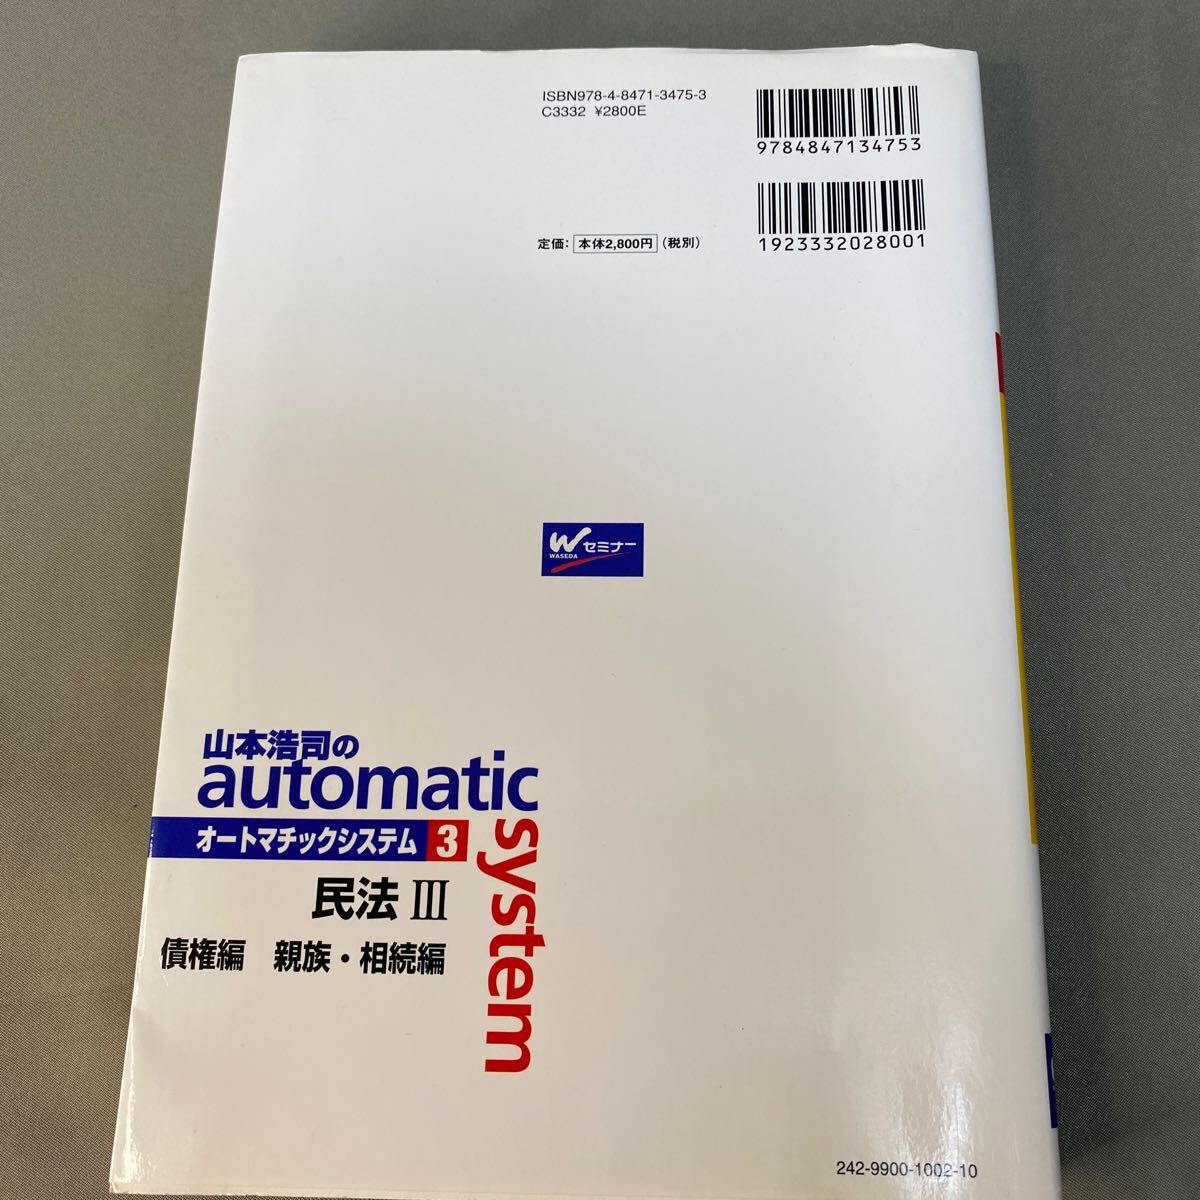 ISBN978-4-8471-3475-3
C3332 ¥2800E
9784847134753
定価： 本体2,800円 （税別）
1923332028001
W セミナー
WASEDA
山本浩司の
automatic
system
オートマチックシステム 3
民法 III
債権編　親族・相続編
242-9900-1002-10